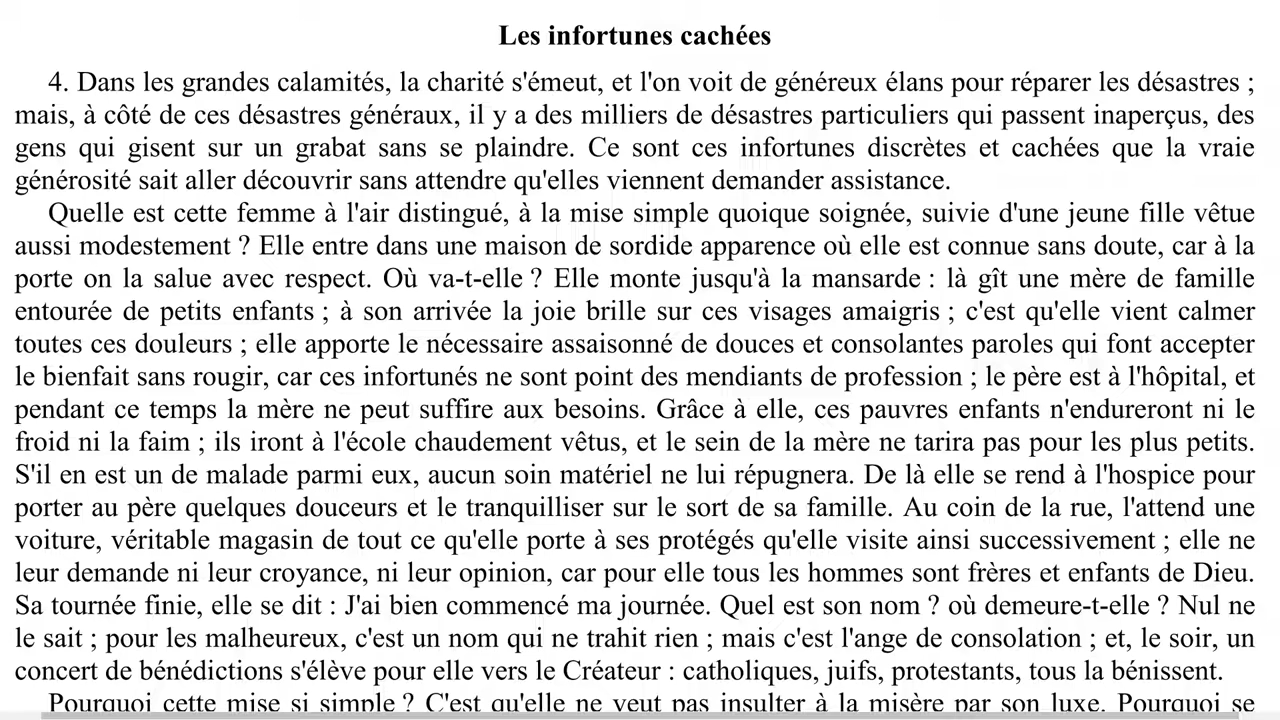 Les infortunes cachées
4. Dans les grandes calamités, la charité s'émeut, et l'on voit de généreux élans pour réparer les désastres ;
mais, à côté de ces désastres généraux, il y a des milliers de désastres particuliers qui passent inaperçus, des
gens qui gisent sur un grabat sans se plaindre. Ce sont ces infortunes discrètes et cachées que la vraie
générosité sait aller découvrir sans attendre qu'elles viennent demander assistance.
Quelle est cette femme à l'air distingué, à la mise simple quoique soignée, suivie d'une jeune fille vêtue
aussi modestement ? Elle entre dans une maison de sordide apparence où elle est connue sans doute, car à la
porte on la salue avec respect. Où va-t-elle ? Elle monte jusqu'à la mansarde : là gît une mère de famille
entourée de petits enfants ; à son arrivée la joie brille sur ces visages amaigris ; c'est qu'elle vient calmer
toutes ces douleurs ; elle apporte le nécessaire assaisonné de douces et consolantes paroles qui font accepter
le bienfait sans rougir, car ces infortunés ne sont point des mendiants de profession ; le père est à l'hôpital, et
pendant ce temps la mère ne peut suffire aux besoins. Grâce à elle, ces pauvres enfants n'endureront ni le
froid ni la faim ; ils iront à l'école chaudement vêtus, et le sein de la mère ne tarira pas pour les plus petits.
S'il en est un de malade parmi eux, aucun soin matériel ne lui répugnera. De là elle se rend à l'hospice pour
porter au père quelques douceurs et le tranquilliser sur le sort de sa famille. Au coin de la rue, l'attend une
voiture, véritable magasin de tout ce qu'elle porte à ses protégés qu'elle visite ainsi successivement ; elle ne
leur demande ni leur croyance, ni leur opinion, car pour elle tous les hommes sont frères et enfants de Dieu.
Sa tournée finie, elle se dit : J'ai bien commencé ma journée. Quel est son nom ? où demeure-t-elle ? Nul ne
le sait ; pour les malheureux, c'est un nom qui ne trahit rien ; mais c'est l'ange de consolation ; et, le soir, un
concert de bénédictions s'élève pour elle vers le Créateur : catholiques, juifs, protestants, tous la bénissent.
Pourquoi cette mise si simple ? C'est qu'elle ne veut pas insulter à la misère par son luxe. Pourquoi se